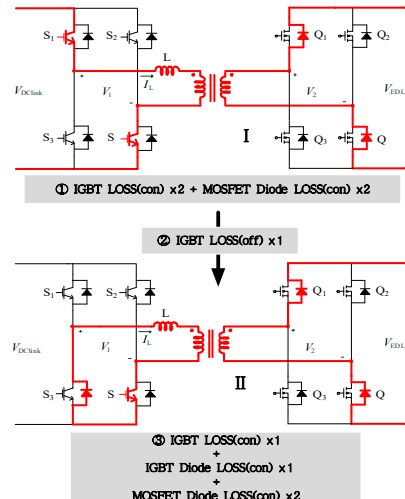 S1
S2
L
Q1
Q2
VDClink
+
V1
IL
-
+
V2
-
VEDL
S3
S
I
Q3
Q
① IGBT LOSS(con) x2 + MOSFET Diode LOSS(con) x2
② IGBT LOSS(off) x1
S1
S2
L
Q1
Q2
VDClink
+
V1
IL
-
+
V2
-
VEDL
S3
S
II
Q3
Q
③ IGBT LOSS(con) x1
+
IGBT Diode LOSS(con) x1
+
MOSFET Diode LOSS(con) x2